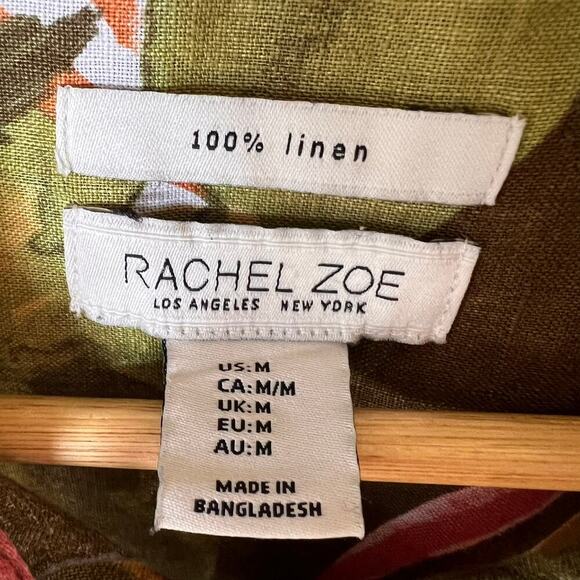 100% linen
RACHEL ZOE
LOS ANGELES NEW YORK
US:M
CA:M/M
UK:M
EU:M
AU:M
MADE IN
BANGLADESH